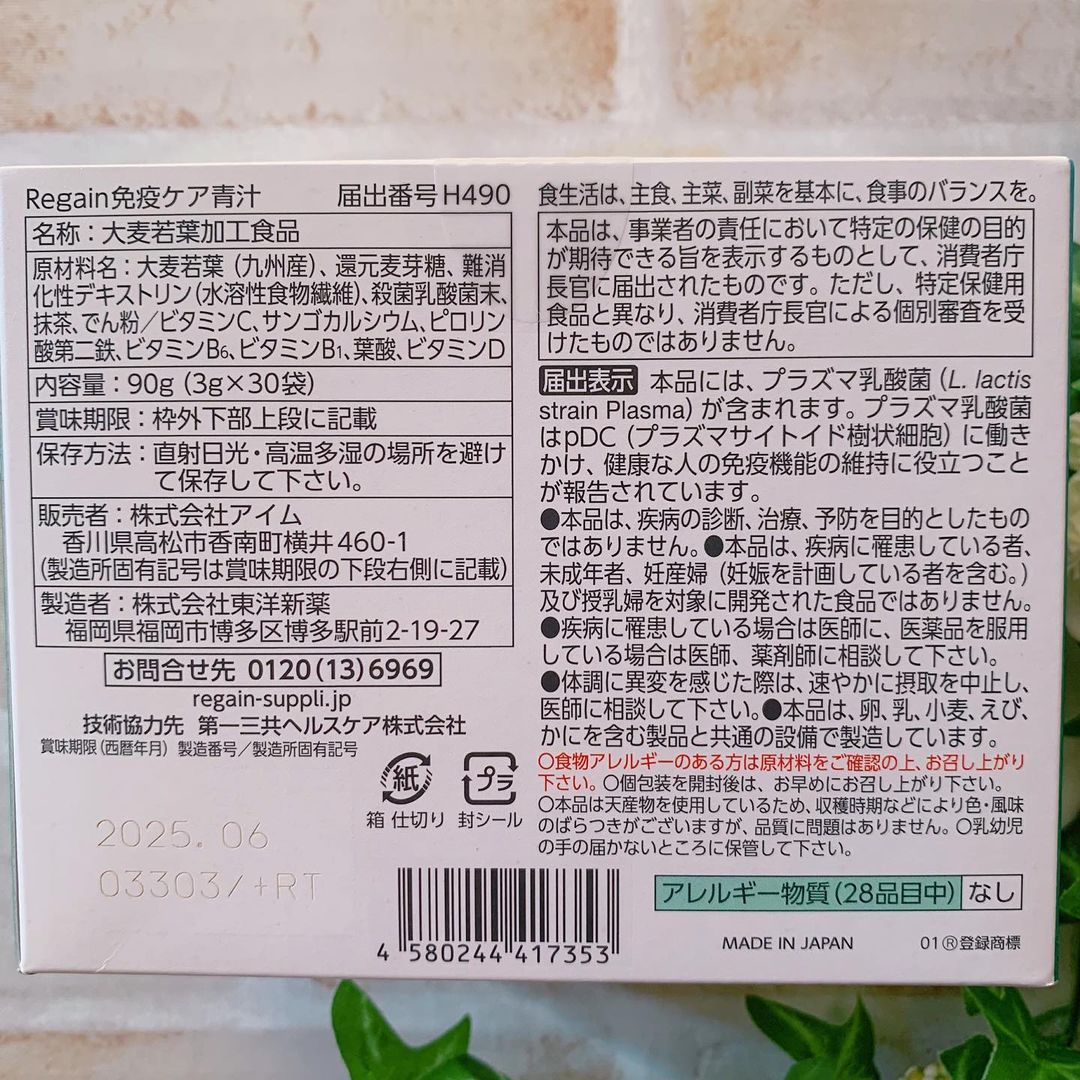 Regain免疫ケア青汁 届出番号H490
名称：大麦若葉加工食品
原材料名：大麦若葉（九州産）、還元麦芽糖、難消
化性デキストリン（水溶性食物繊維）、殺菌乳酸菌末、
抹茶、でん粉／ビタミンC、サンゴカルシウム、ピロリン
酸第二鉄、ビタミンB₆、ビタミンB₁、葉酸、ビタミンD
内容量：90g（3g×30袋）
賞味期限：枠外下部上段に記載
保存方法：直射日光・高温多湿の場所を避け
て保存して下さい。
販売者：株式会社アイム
香川県高松市香南町横井460-1
（製造所固有記号は賞味期限の下段右側に記載）
製造者：株式会社東洋新薬
福岡県福岡市博多区博多駅前2-19-27
お問合せ先 0120(13)6969
regain-suppli.jp
技術協力先 第一三共ヘルスケア株式会社
賞味期限（西暦年月） 製造番号／製造所固有記号
紙
箱 仕切り
プラ
封シール
2025.06
03303/+RT
4 580244 417353
食生活は、主食、主菜、副菜を基本に、食事のバランスを。
本品は、事業者の責任において特定の保健の目的
が期待できる旨を表示するものとして、消費者庁
長官に届出されたものです。ただし、特定保健用
食品と異なり、消費者庁長官による個別審査を受
けたものではありません。
届出表示 本品には、プラズマ乳酸菌（L. lactis
strain Plasma）が含まれます。プラズマ乳酸菌
はpDC（プラズマサイトイド樹状細胞）に働き
かけ、健康な人の免疫機能の維持に役立つこと
が報告されています。
●本品は、疾病の診断、治療、予防を目的としたもの
ではありません。●本品は、疾病に罹患している者、
未成年者、妊産婦（妊娠を計画している者を含む。）
及び授乳婦を対象に開発された食品ではありません。
●疾病に罹患している場合は医師に、医薬品を服用
している場合は医師、薬剤師に相談して下さい。
●体調に異変を感じた際は、速やかに摂取を中止し、
医師に相談して下さい。●本品は、卵、乳、小麦、えび、
かにを含む製品と共通の設備で製造しています。
○食物アレルギーのある方は原材料をご確認の上、お召し上がり
下さい。○個包装を開封後は、お早めにお召し上がり下さい。
○本品は天産物を使用しているため、収穫時期などにより色・風味
のばらつきがございますが、品質に問題はありません。○乳幼児
の手の届かないところに保管して下さい。
アレルギー物質（28品目中） なし
MADE IN JAPAN 01 Ⓡ登録商標